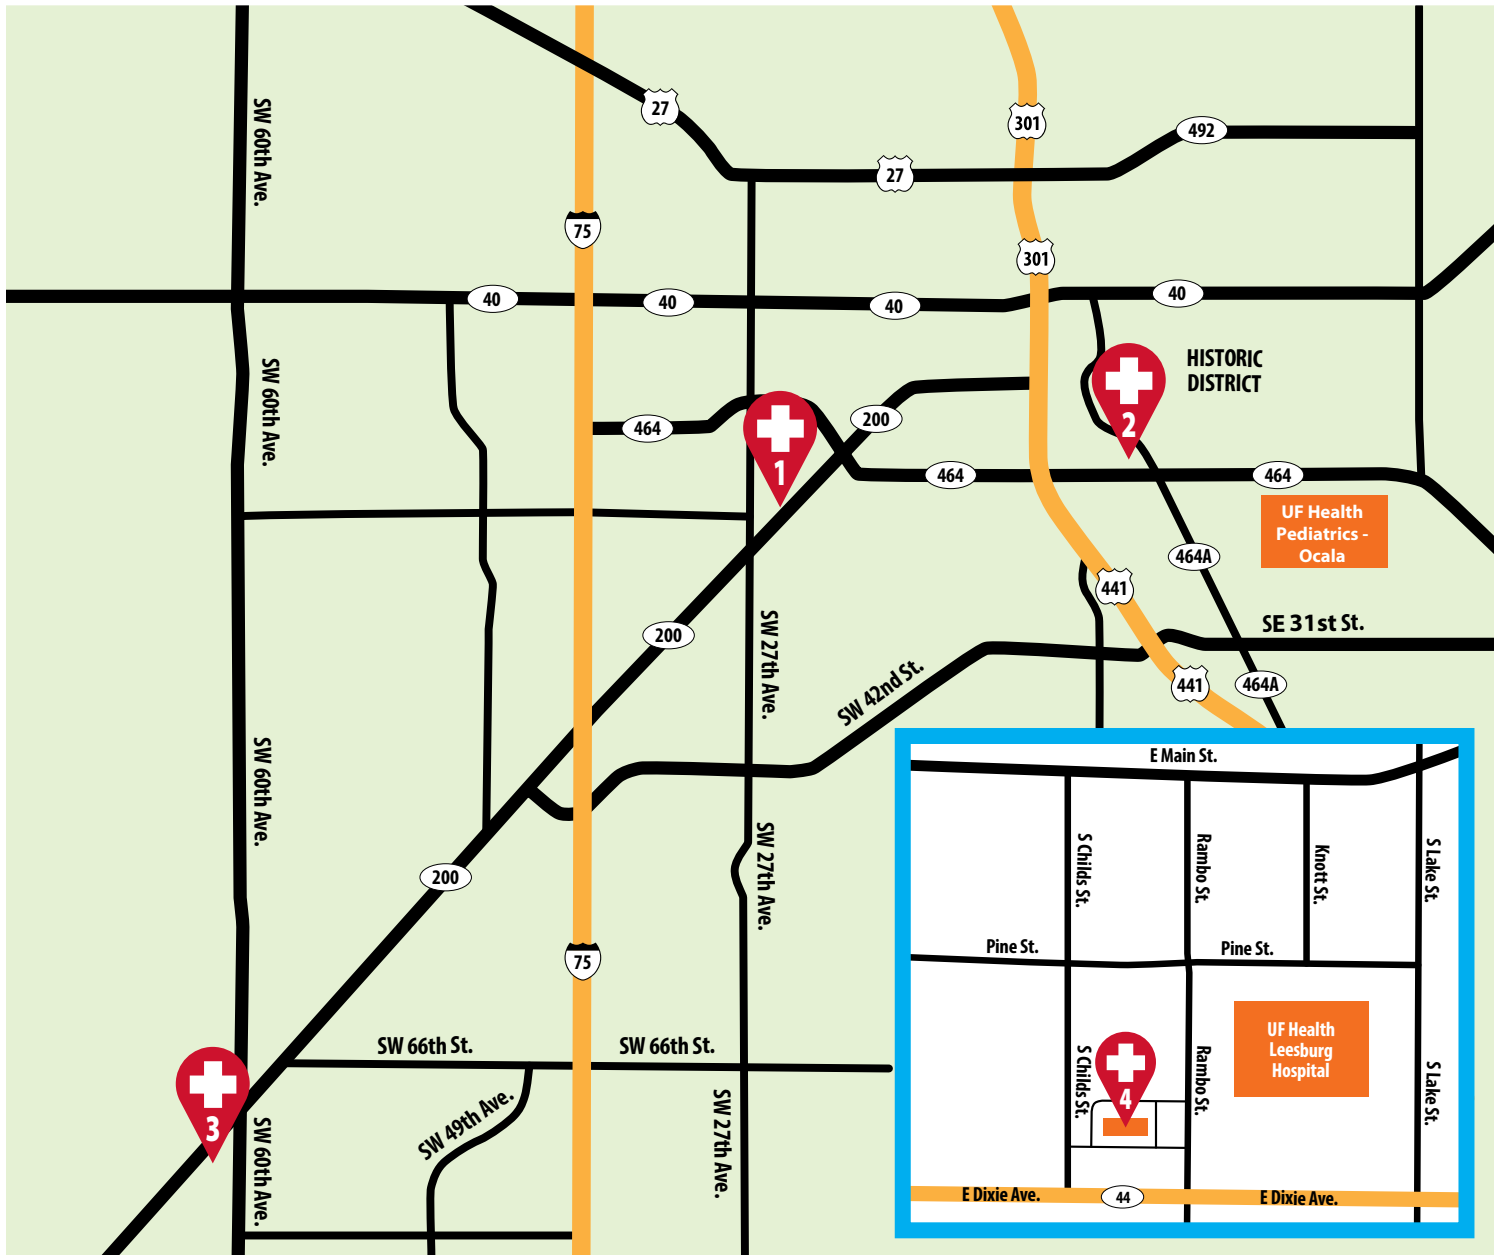 27
301
492
SW 60th Ave.
27
75
301
40
40
40
40
HISTORIC
DISTRICT
SW 60th Ave.
464
200
2
1
464
464
UF Health
Pediatrics -
Ocala
464A
441
200
SW 27th Ave.
SE 31st St.
SW 42nd St.
441
464A
SW 60th Ave.
SW 27th Ave.
200
75
SW 66th St.
SW 66th St.
3
SW 49th Ave.
SW 60th Ave.
SW 27th Ave.
E Main St.
S Childs St.
Rambo St.
Knott St.
S Lake St.
Pine St.
Pine St.
UF Health
Leesburg
Hospital
S Childs St.
4
Rambo St.
S Lake St.
E Dixie Ave.
44
E Dixie Ave.